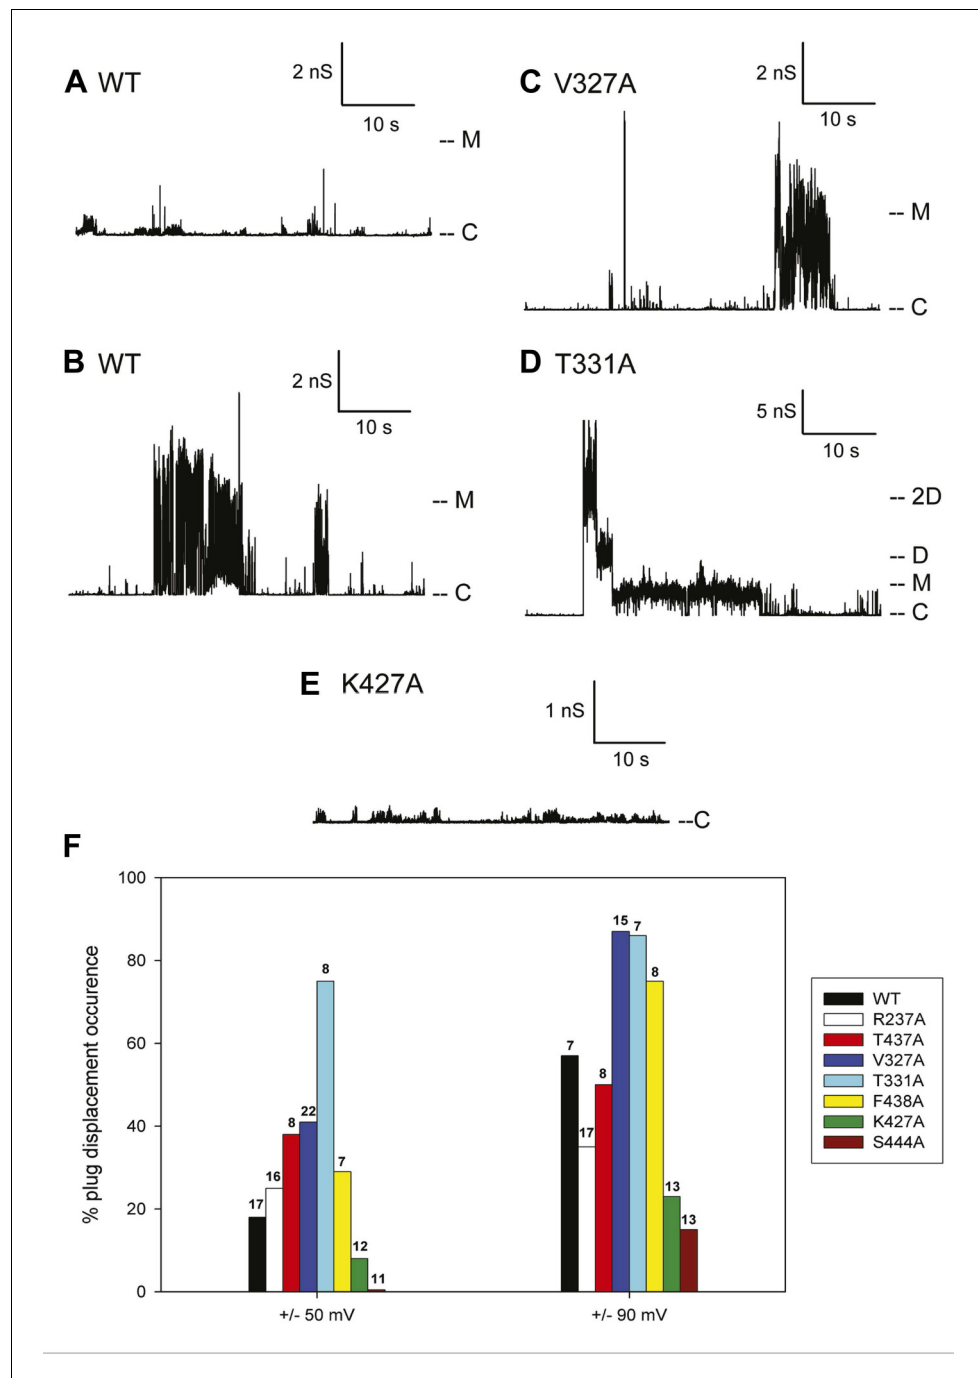 A WT
2 nS
10 s
-- M
-- C
C V327A
2 nS
10 s
-- M
-- C
B WT
2 nS
10 s
-- M
-- C
D T331A
5 nS
10 s
-- 2D
-- D
-- M
-- C
E K427A
1 nS
10 s
--C
F
% plug displacement occurence
100
80
60
40
20
0
17
16
8
22
8
7
12
11
7
17
8
15
7
8
13
13
+/- 50 mV
+/- 90 mV
WT
R237A
T437A
V327A
T331A
F438A
K427A
S444A